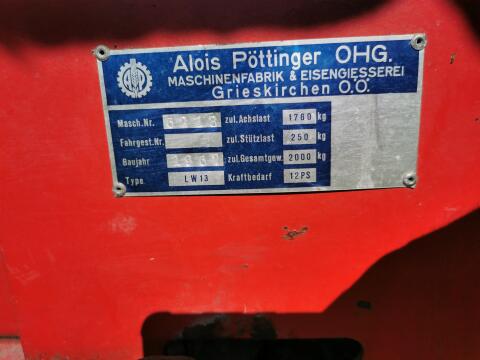 Alois Pöttinger OHG.
MASCHINENFABRIK & EISENGIESSEREI
Grieskirchen O.Ö.
Masch.Nr. 6213 zul.Achslast 1760 kg
Fahrgest.Nr. zul.Stützlast 250 kg
Baujahr zul.Gesamtgew. 2000 kg
Type LW13 Kraftbedarf 12PS